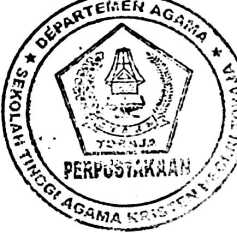 ★ DEPARTEMEN AGAMA ★
SEKOLAH TINGGI AGAMA KRISTEN
TORAJA
PERPUSTAKAAN